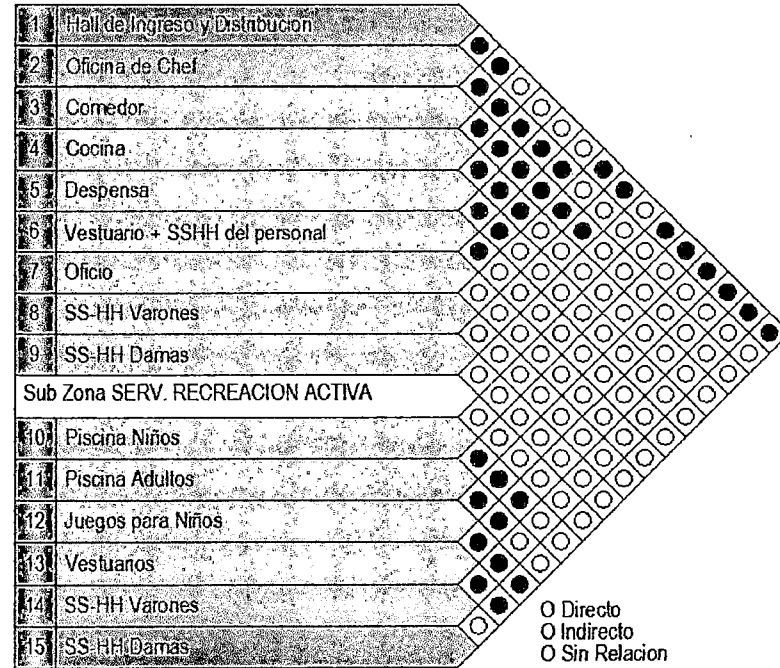 1 Hall de Ingreso y Distribucion
2 Oficina de Chef
3 Comedor
4 Cocina
5 Despensa
6 Vestuario + SSHH del personal
7 Oficio
8 SS-HH Varones
9 SS-HH Damas
Sub Zona SERV. RECREACION ACTIVA
10 Piscina Niños
11 Piscina Adultos
12 Juegos para Niños
13 Vestuarios
14 SS-HH Varones
15 SS-HH Damas
O Directo
O Indirecto
O Sin Relacion